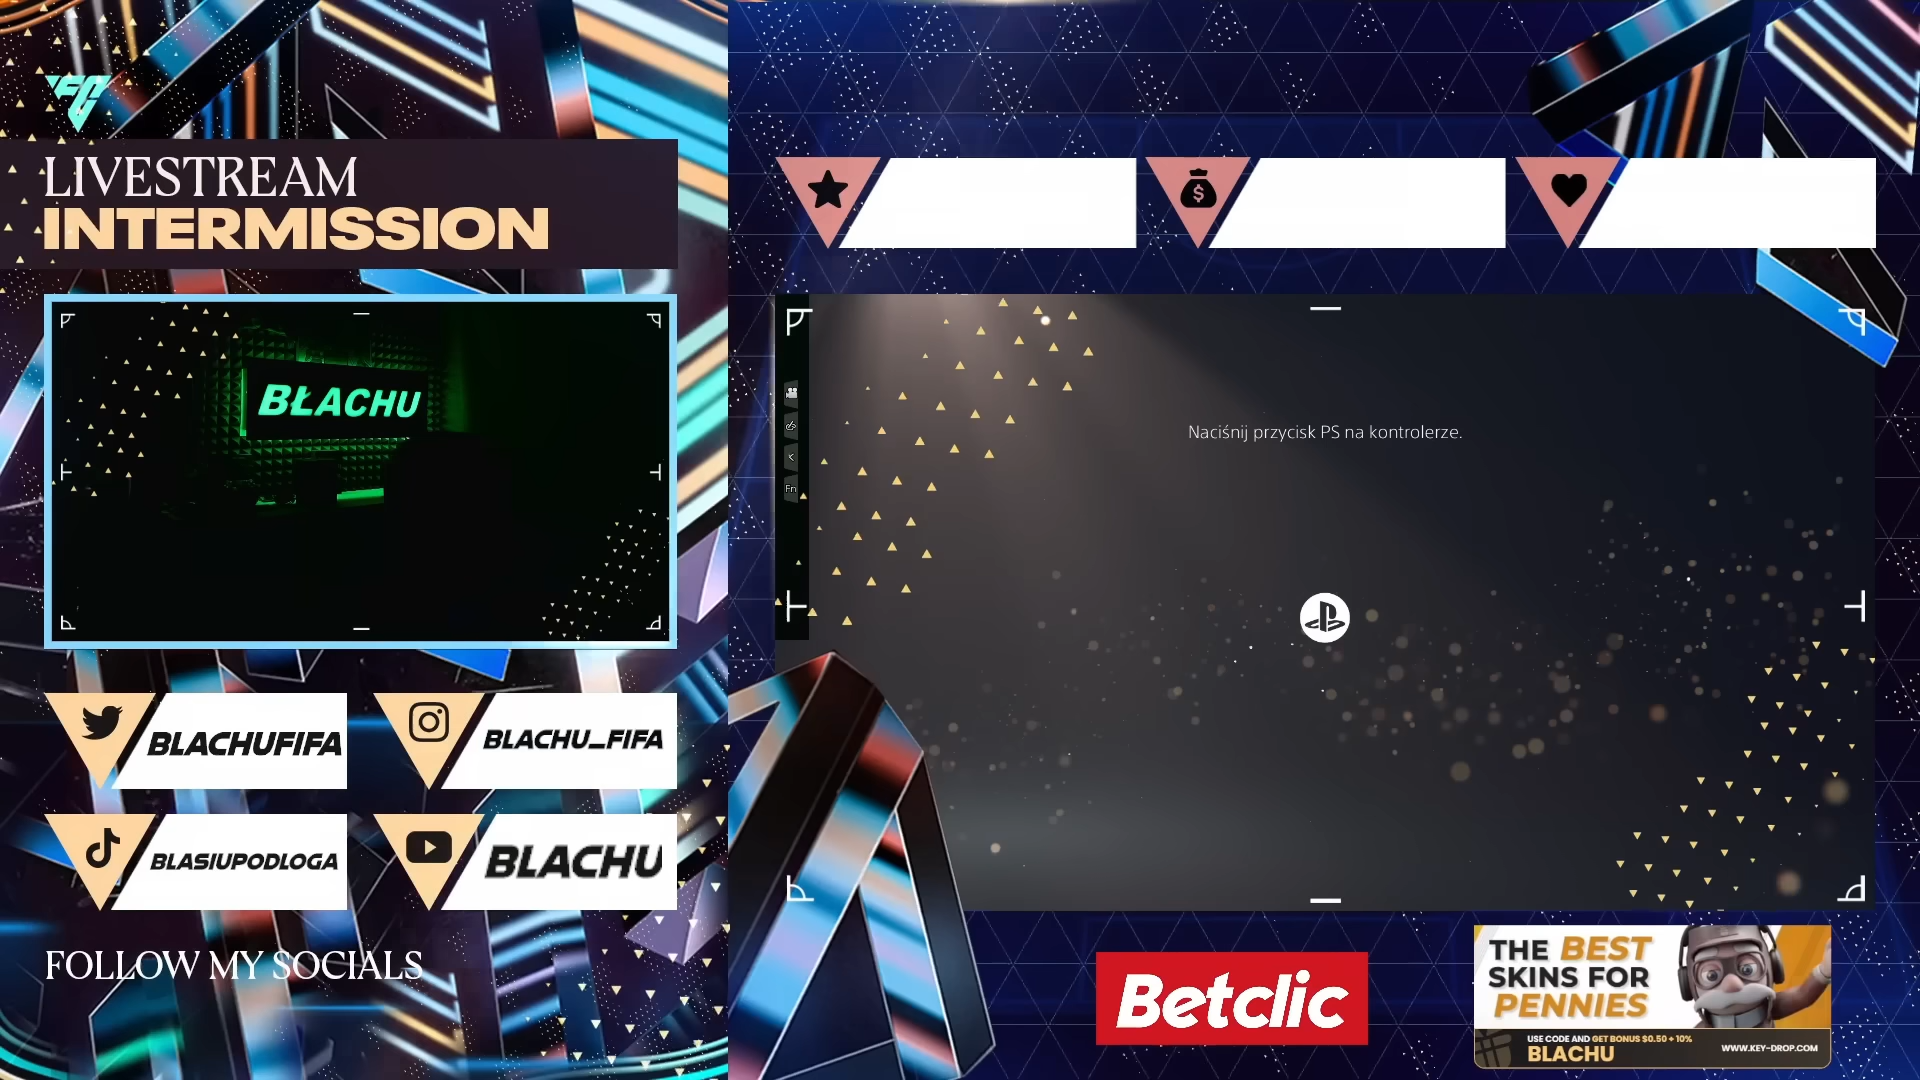 LIVESTREAM
INTERMISSION
BŁACHU
BLACHUFIFA
BLACHU_FIFA
BLASIUPODLOGA
BLACHU
FOLLOW MY SOCIALS
Fn
Naciśnij przycisk PS na kontrolerze.
Betclic
THE BEST
SKINS FOR
PENNIES
USE CODE AND GET BONUS $0.50 + 10%
BLACHU
WWW.KEY-DROP.COM